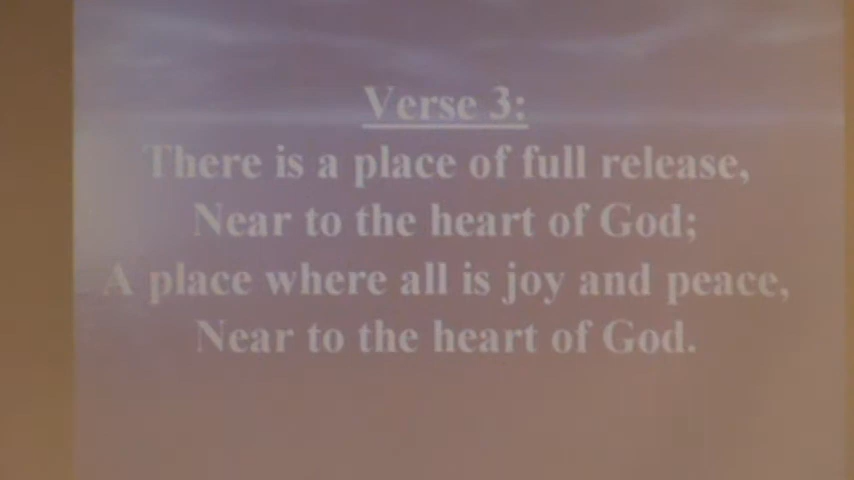 Verse 3:
There is a place of full release,
Near to the heart of God;
A place where all is joy and peace,
Near to the heart of God.